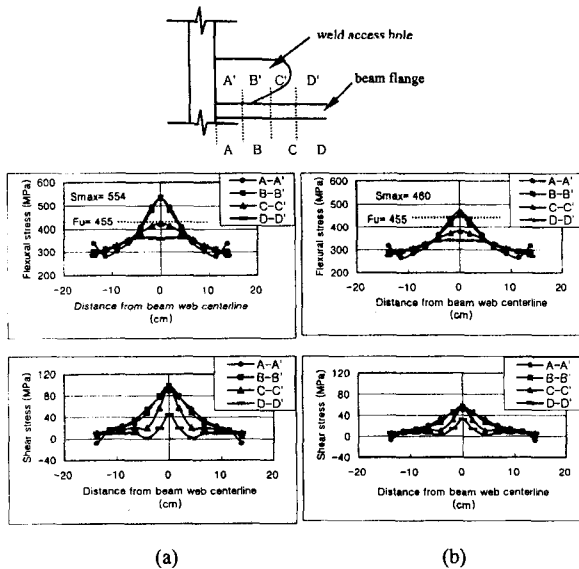 weld access hole
A' B' C' D'
beam flange
A B C D
600
500
400
300
200
Flexural stress (MPa)
Smax= 554
Fu= 455
A-A'
B-B'
C-C'
D-D'
-20 -10 0 10 20
Distance from beam web centerline
(cm)
600
500
400
300
200
Flexural stress (MPa)
Smax= 460
Fu= 455
A-A'
B-B'
C-C'
D-D'
-20 -10 0 10 20
Distance from beam web centerline
(cm)
120
80
40
0
-40
Shear stress (MPa)
A-A'
B-B'
C-C'
D-D'
-20 -10 0 10 20
Distance from beam web centerline
(cm)
120
80
40
0
-40
Shear stress (MPa)
A-A'
B-B'
C-C'
D-D'
-20 -10 0 10 20
Distance from beam web centerline
(cm)
(a) (b)